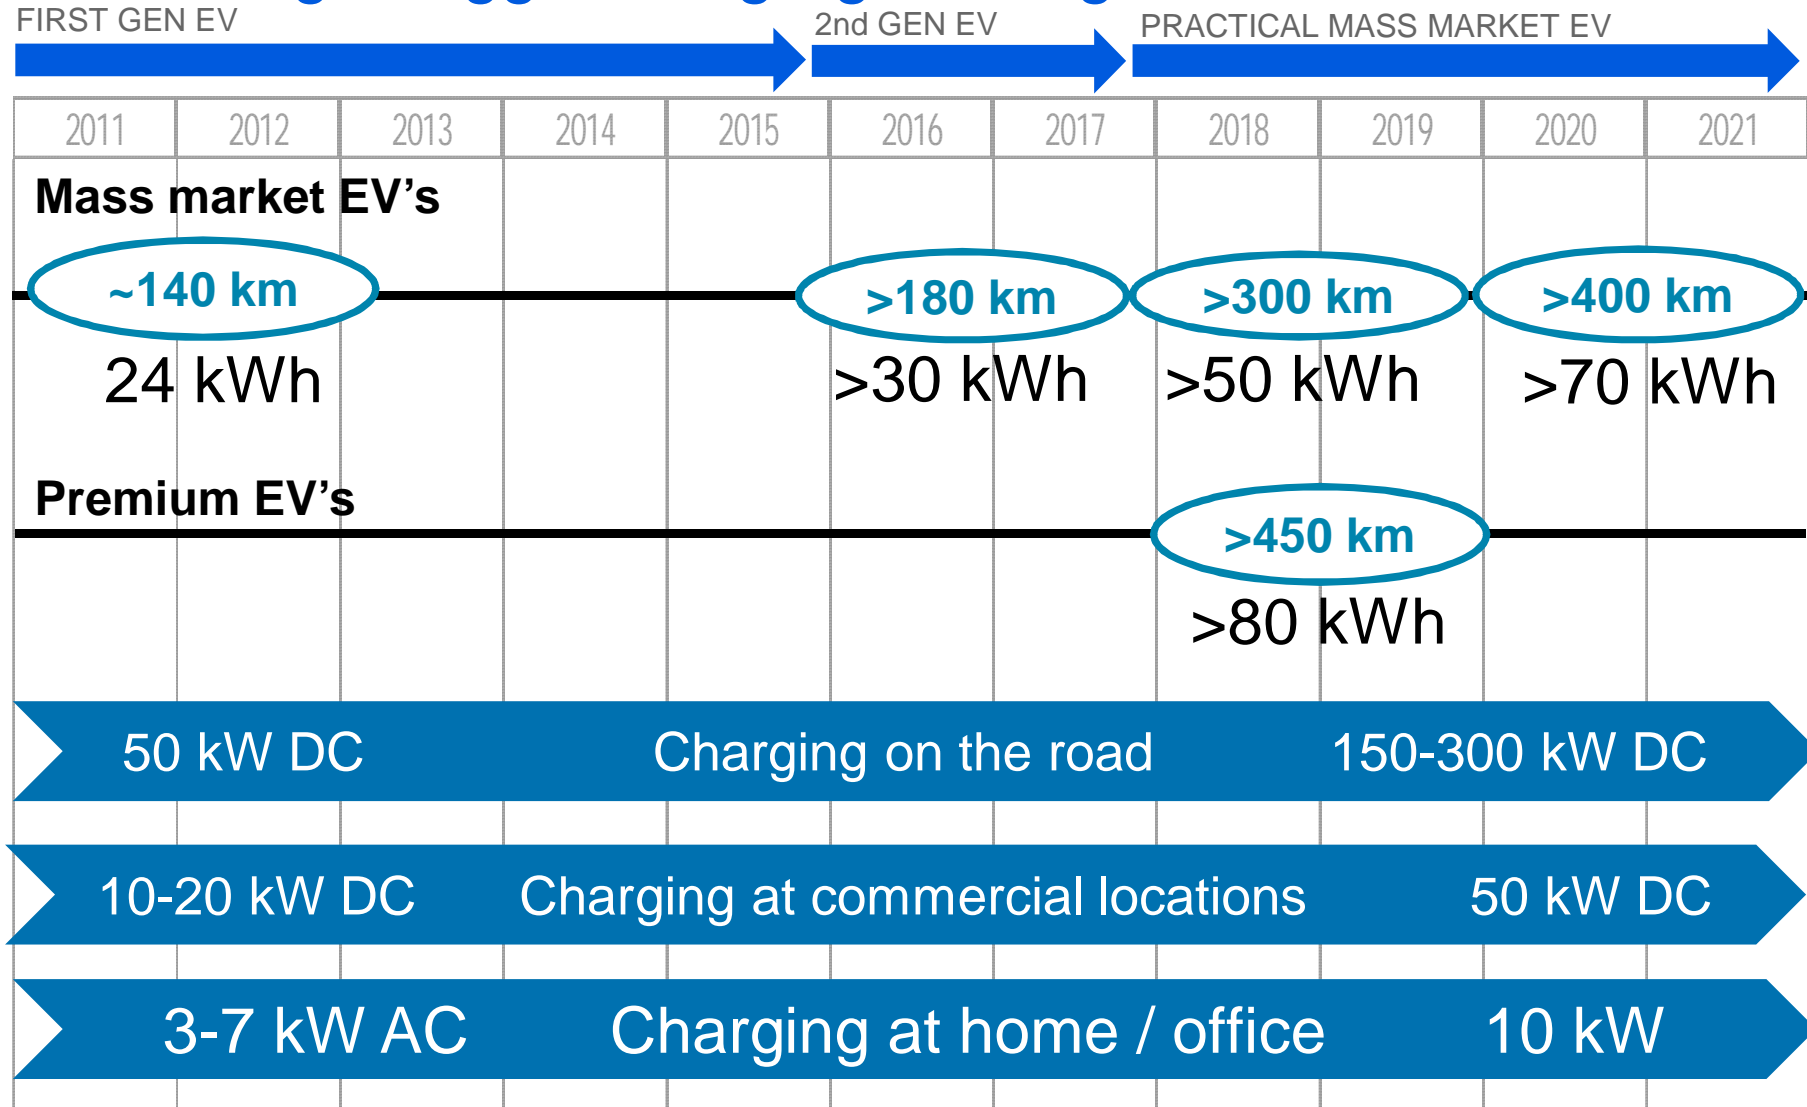 FIRST GEN EV
2nd GEN EV
PRACTICAL MASS MARKET EV
2011 2012 2013 2014 2015 2016 2017 2018 2019 2020 2021
Mass market EV’s
~140 km >180 km >300 km >400 km
24 kWh >30 kWh >50 kWh >70 kWh
Premium EV’s
>450 km
>80 kWh
50 kW DC Charging on the road 150-300 kW DC
10-20 kW DC Charging at commercial locations 50 kW DC
3-7 kW AC Charging at home / office 10 kW